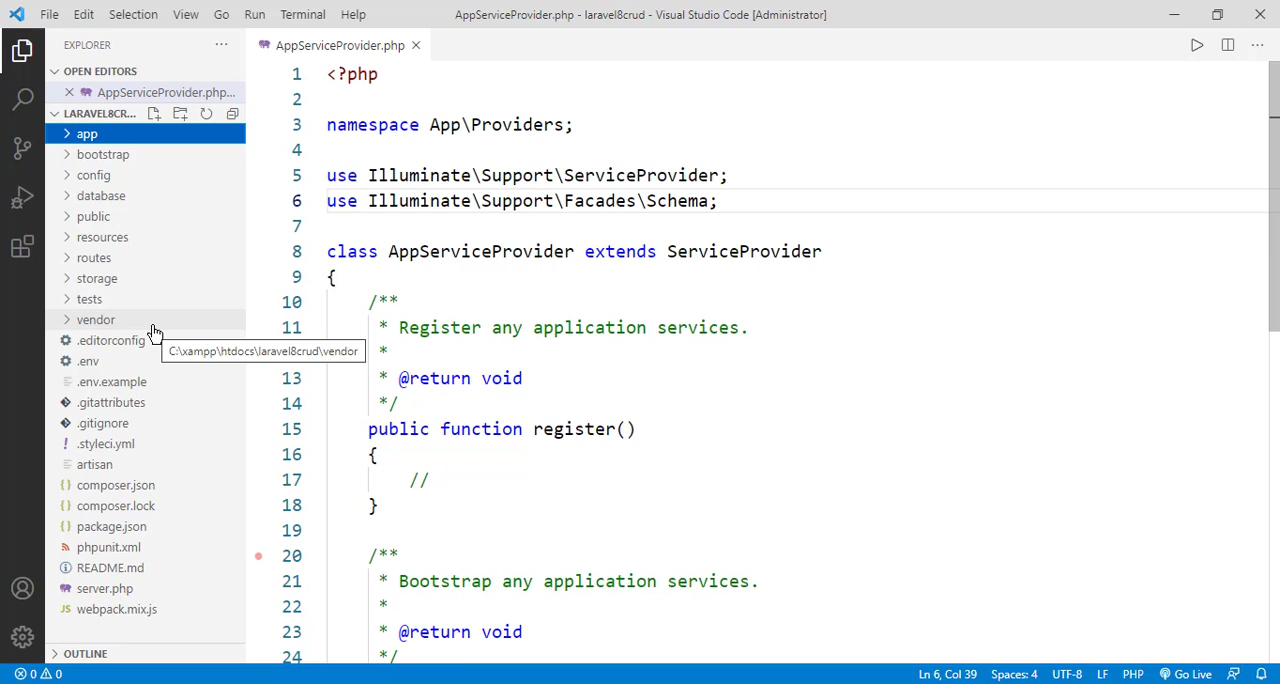 File Edit Selection View Go Run Terminal Help AppServiceProvider.php - laravel8crud - Visual Studio Code [Administrator]
EXPLORER ···
AppServiceProvider.php ×
OPEN EDITORS
× AppServiceProvider.php...
LARAVEL8CR...
app
bootstrap
config
database
public
resources
routes
storage
tests
vendor
.editorconfig
C:\xampp\htdocs\laravel8crud\vendor
.env
.env.example
.gitattributes
.gitignore
! .styleci.yml
artisan
{} composer.json
{} composer.lock
{} package.json
phpunit.xml
README.md
server.php
JS webpack.mix.js
OUTLINE
1 <?php
2
3 namespace App\Providers;
4
5 use Illuminate\Support\ServiceProvider;
6 use Illuminate\Support\Facades\Schema;
7
8 class AppServiceProvider extends ServiceProvider
9 {
10 /**
11 * Register any application services.
*
13 * @return void
14 */
15 public function register()
16 {
17 //
18 }
19
20 /**
21 * Bootstrap any application services.
22 *
23 * @return void
24 */
0 0 Ln 6, Col 39 Spaces: 4 UTF-8 LF PHP Go Live